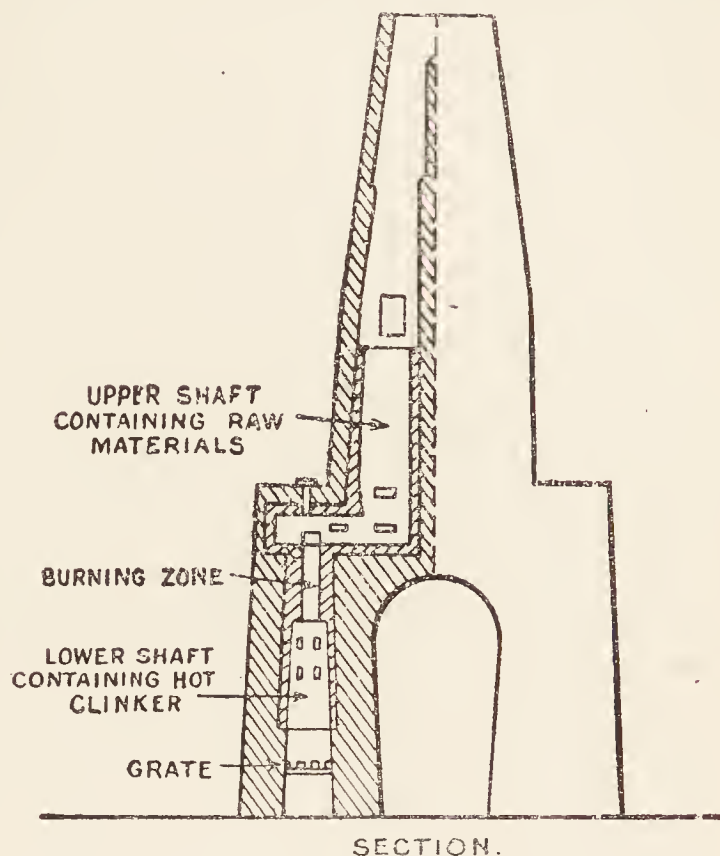 UPPER SHAFT
CONTAINING RAW
MATERIALS
BURNING ZONE
LOWER SHAFT
CONTAINING HOT
CLINKER
GRATE
SECTION.